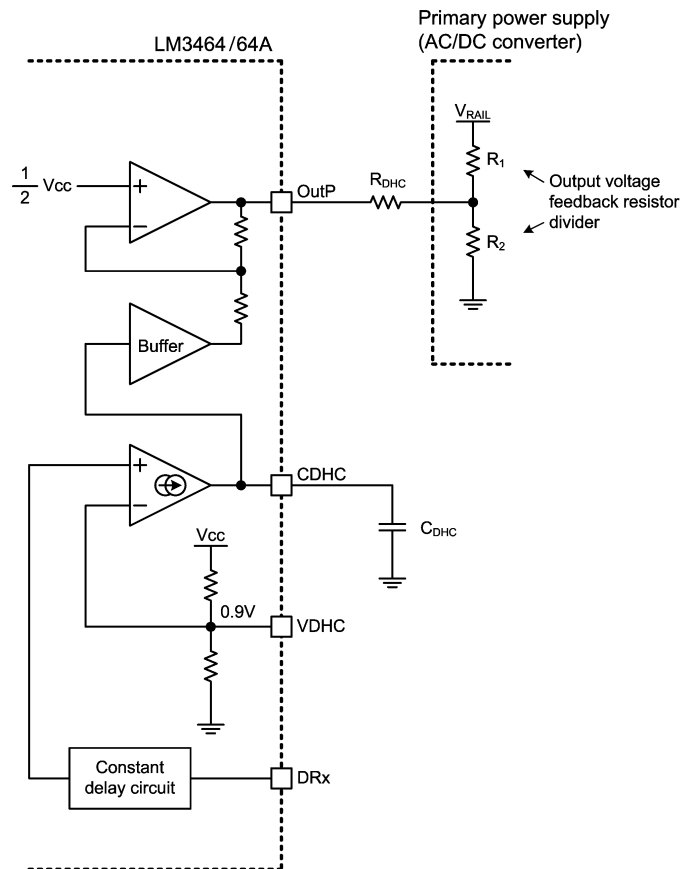 Primary power supply
(AC/DC converter)
LM3464/64A
V_RAIL
R₁
1/2 Vcc
+
−
OutP
R_DHC
Output voltage
feedback resistor
divider
R₂
Buffer
+
−
CDHC
C_DHC
Vcc
0.9V
VDHC
Constant
delay circuit
DRx